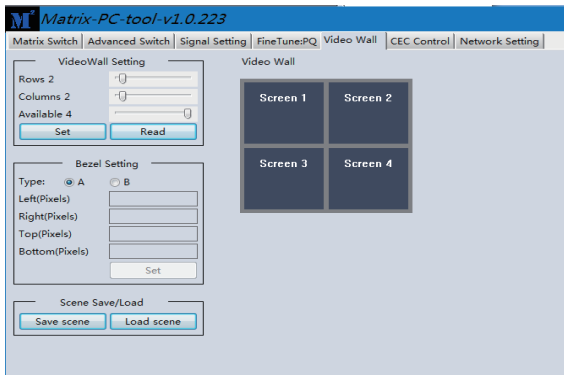 M Matrix-PC-tool-v1.0.223
Matrix Switch Advanced Switch Signal Setting FineTune:PQ Video Wall CEC Control Network Setting
VideoWall Setting
Rows 2
Columns 2
Available 4
Set Read
Bezel Setting
Type: A B
Left(Pixels)
Right(Pixels)
Top(Pixels)
Bottom(Pixels)
Set
Scene Save/Load
Save scene Load scene
Video Wall
Screen 1 Screen 2
Screen 3 Screen 4